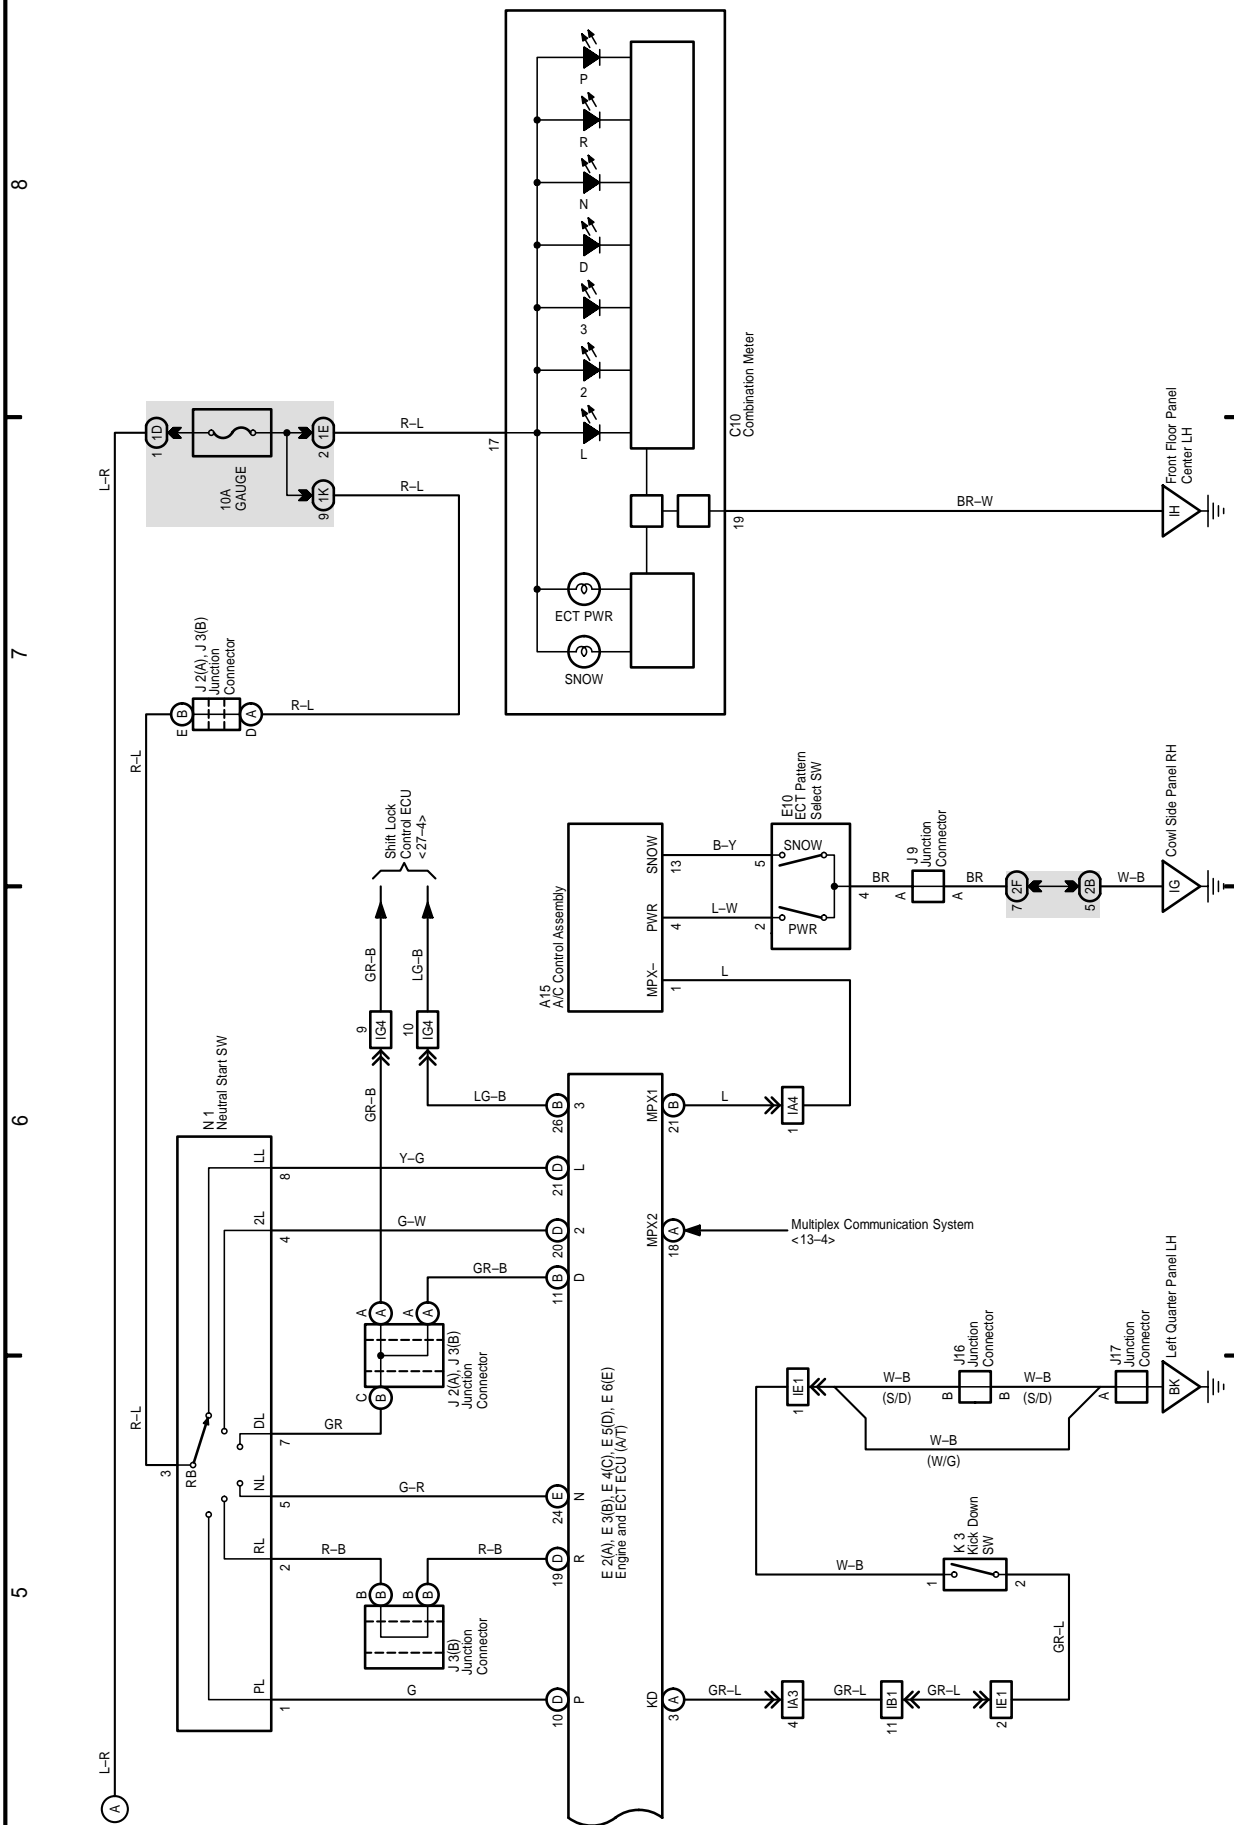 8
7
6
5
P
R
N
D
3
2
L
ECT PWR
SNOW
C10
Combination Meter
17
19
L–R
1
1D
10A
GAUGE
2
1E
9
1K
R–L
R–L
BR–W
IH
Front Floor Panel
Center LH
J 2(A), J 3(B)
Junction
Connector
E
B
D
A
R–L
R–L
Shift Lock
Control ECU
<27–4>
GR–B
LG–B
9
IG4
10
IG4
GR–B
LG–B
A15
A/C Control Assembly
SNOW
13
PWR
4
MPX–
1
B–Y
L–W
L
E10
ECT Pattern
Select SW
SNOW
5
PWR
2
4
BR
J 9
Junction
Connector
A
A
BR
7
2F
5
2B
W–B
IG
Cowl Side Panel RH
N 1
Neutral Start SW
LL
8
2L
4
DL
7
NL
5
RL
2
PL
1
RB
3
R–L
Y–G
G–W
GR–B
GR
G–R
R–B
R–B
G
A
A
A
A
C
B
J 2(A), J 3(B)
Junction
Connector
B
B
B
B
J 3(B)
Junction
Connector
26
B
3
21
D
L
20
D
2
11
B
D
24
E
N
19
D
R
10
D
P
E 2(A), E 3(B), E 4(C), E 5(D), E 6(E)
Engine and ECT ECU (A/T)
MPX1
21
B
L
1
IA4
MPX2
18
A
Multiplex Communication System
<13–4>
KD
3
A
GR–L
4
IA3
GR–L
11
IB1
GR–L
2
IE1
GR–L
K 3
Kick Down
SW
1
2
W–B
1
IE1
W–B
(S/D)
B
J16
Junction
Connector
B
W–B
(S/D)
W–B
(W/G)
A
J17
Junction
Connector
BK
Left Quarter Panel LH
L–R
A